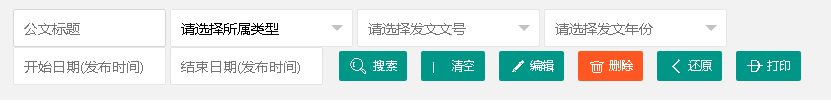 公文标题 请选择所属类型 请选择发文文号 请选择发文年份
开始日期(发布时间) 结束日期(发布时间) 搜索 清空 编辑 删除 还原 打印